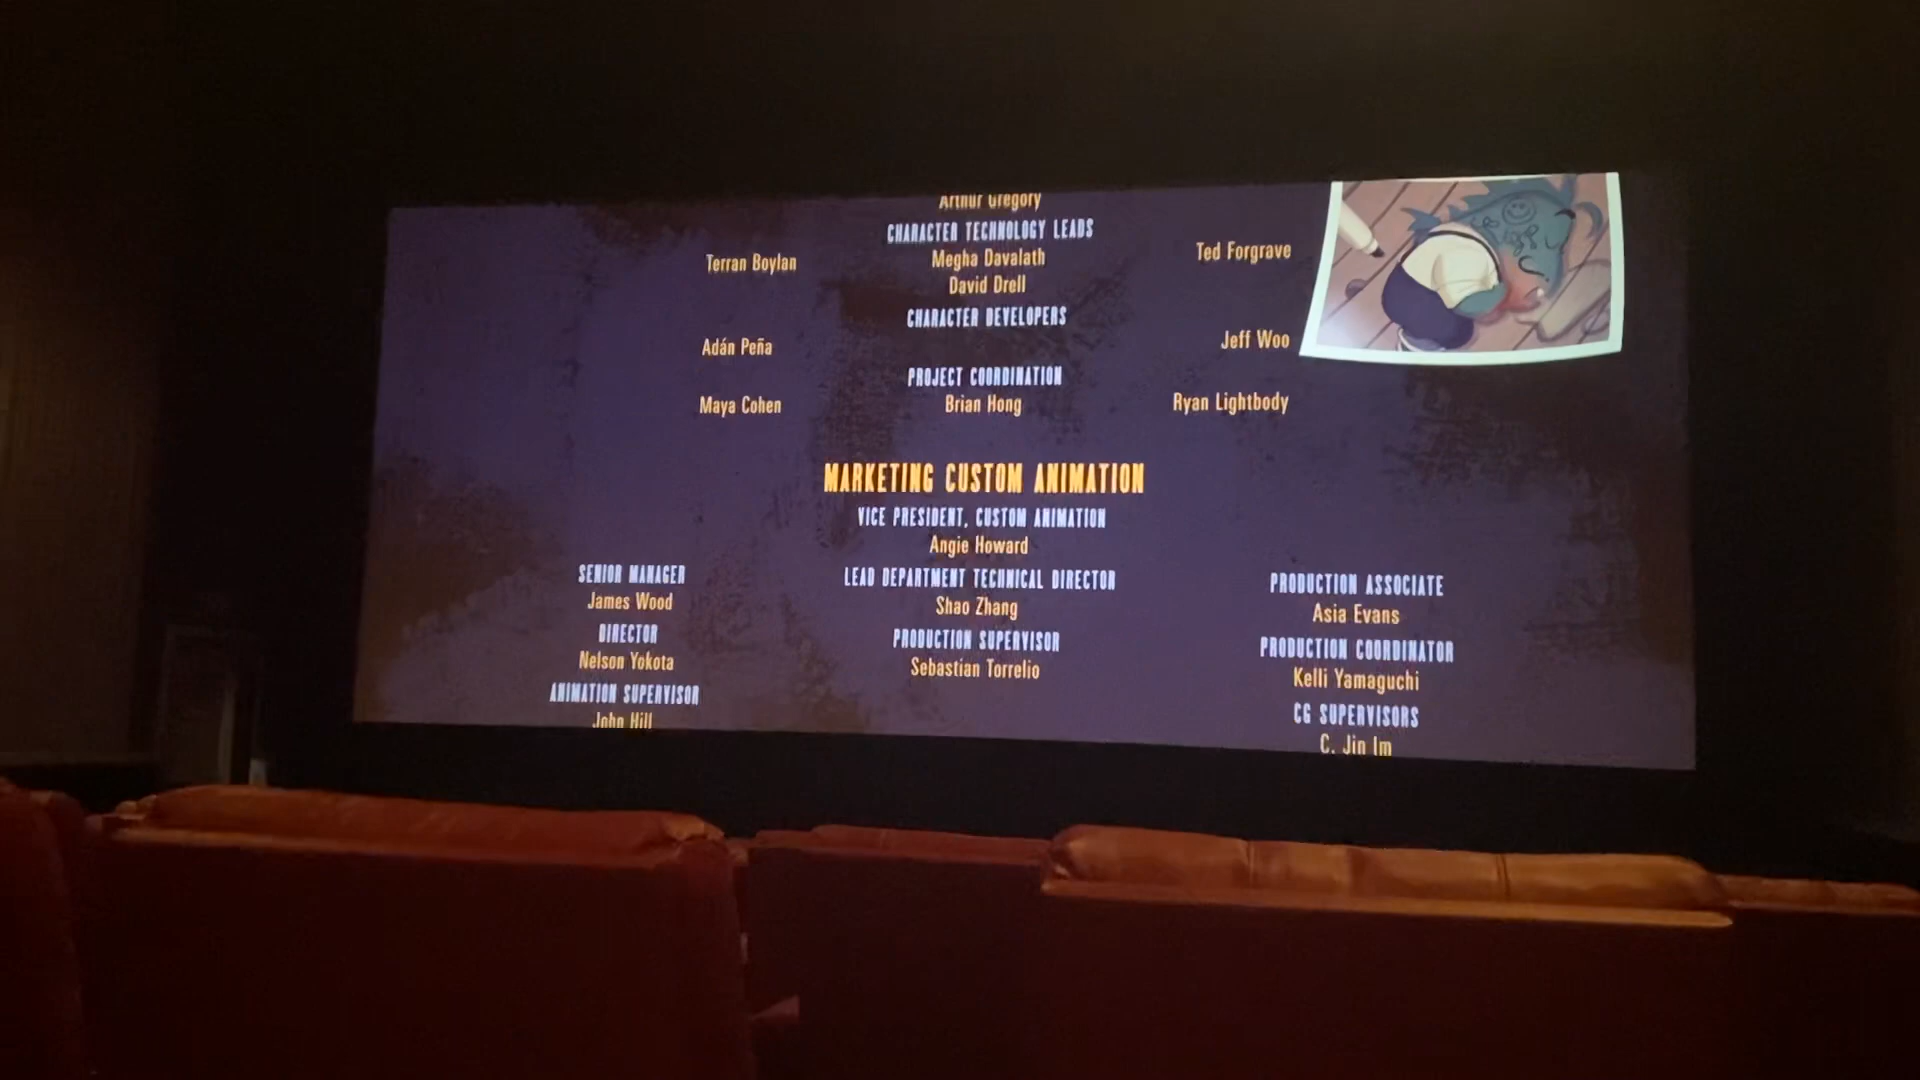 Arthur Gregory
CHARACTER TECHNOLOGY LEADS
Terran Boylan
Megha Davalath
Ted Forgrave
David Drell
CHARACTER DEVELOPERS
Adán Peña
Jeff Woo
PROJECT COORDINATION
Maya Cohen
Brian Hong
Ryan Lightbody
MARKETING CUSTOM ANIMATION
VICE PRESIDENT, CUSTOM ANIMATION
Angie Howard
SENIOR MANAGER
James Wood
DIRECTOR
Nelson Yokota
ANIMATION SUPERVISOR
John Hill
LEAD DEPARTMENT TECHNICAL DIRECTOR
Shao Zhang
PRODUCTION SUPERVISOR
Sebastian Torrelio
PRODUCTION ASSOCIATE
Asia Evans
PRODUCTION COORDINATOR
Kelli Yamaguchi
CG SUPERVISORS
C. Jin Im